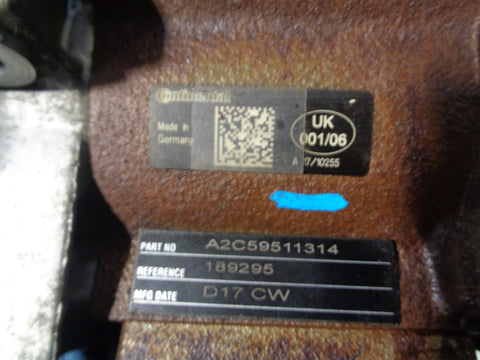 Continental
Made in
Germany
UK
001/06
PART NO A2C59511314
REFERENCE 189295
MFG DATE D17 CW